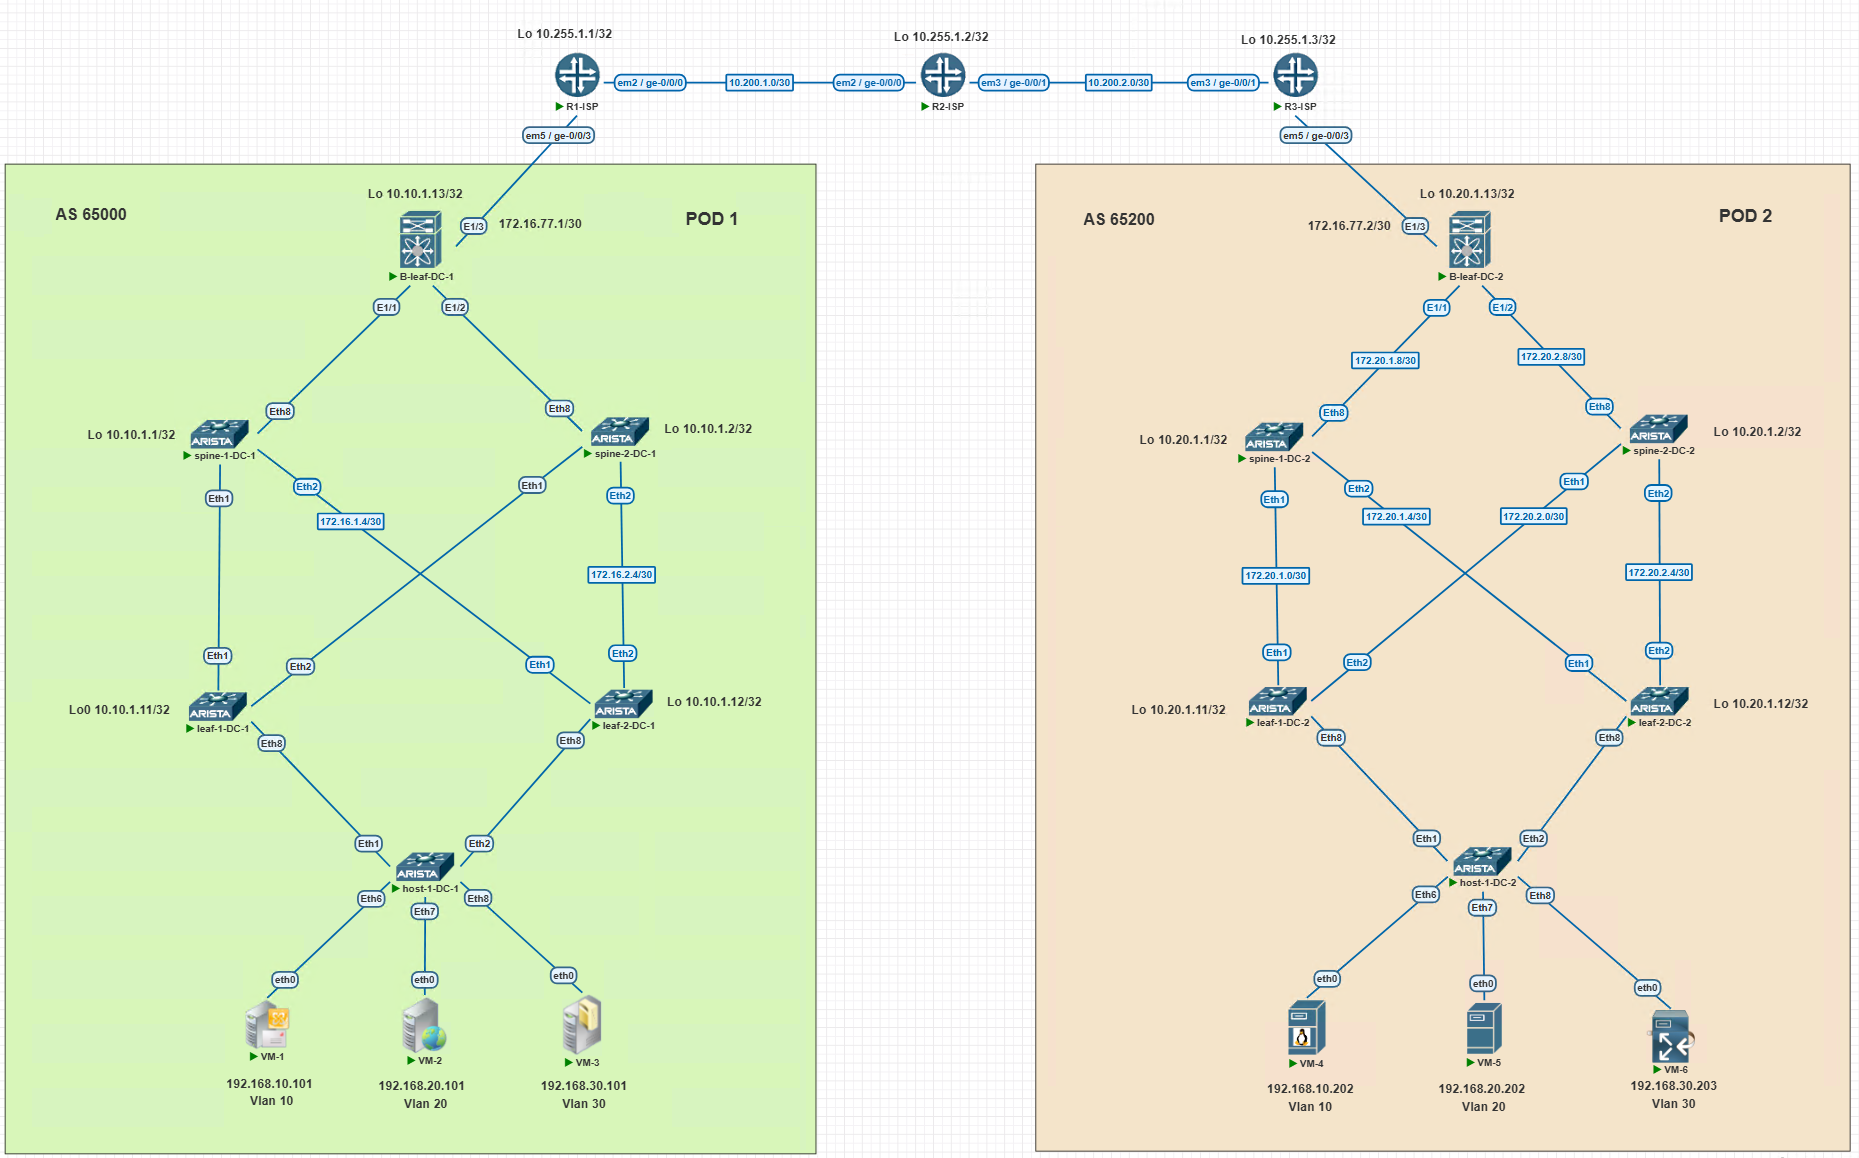 Lo 10.255.1.1/32
Lo 10.255.1.2/32
Lo 10.255.1.3/32
em2 / ge-0/0/0
10.200.1.0/30
em2 / ge-0/0/0
em3 / ge-0/0/1
10.200.2.0/30
em3 / ge-0/0/1
R1-ISP
R2-ISP
R3-ISP
em5 / ge-0/0/3
em5 / ge-0/0/3
AS 65000
Lo 10.10.1.13/32
POD 1
E1/3
172.16.77.1/30
B-leaf-DC-1
E1/1
E1/2
Eth8
Eth8
Lo 10.10.1.1/32
ARISTA
spine-1-DC-1
ARISTA
Lo 10.10.1.2/32
spine-2-DC-1
Eth1
Eth2
Eth1
Eth2
172.16.1.4/30
172.16.2.4/30
Eth1
Eth2
Eth1
Eth2
Lo0 10.10.1.11/32
ARISTA
leaf-1-DC-1
ARISTA
Lo 10.10.1.12/32
leaf-2-DC-1
Eth8
Eth8
Eth1
Eth2
ARISTA
host-1-DC-1
Eth6
Eth7
Eth8
eth0
eth0
eth0
VM-1
VM-2
VM-3
192.168.10.101
Vlan 10
192.168.20.101
Vlan 20
192.168.30.101
Vlan 30
AS 65200
Lo 10.20.1.13/32
POD 2
172.16.77.2/30
E1/3
B-leaf-DC-2
E1/1
E1/2
172.20.1.8/30
172.20.2.8/30
Eth8
Eth8
Lo 10.20.1.1/32
ARISTA
spine-1-DC-2
ARISTA
Lo 10.20.1.2/32
spine-2-DC-2
Eth1
Eth2
Eth1
Eth2
172.20.1.4/30
172.20.2.0/30
172.20.1.0/30
172.20.2.4/30
Eth1
Eth2
Eth1
Eth2
Lo 10.20.1.11/32
ARISTA
leaf-1-DC-2
ARISTA
Lo 10.20.1.12/32
leaf-2-DC-2
Eth8
Eth8
Eth1
Eth2
ARISTA
host-1-DC-2
Eth6
Eth7
Eth8
eth0
eth0
eth0
VM-4
VM-5
VM-6
192.168.10.202
Vlan 10
192.168.20.202
Vlan 20
192.168.30.203
Vlan 30